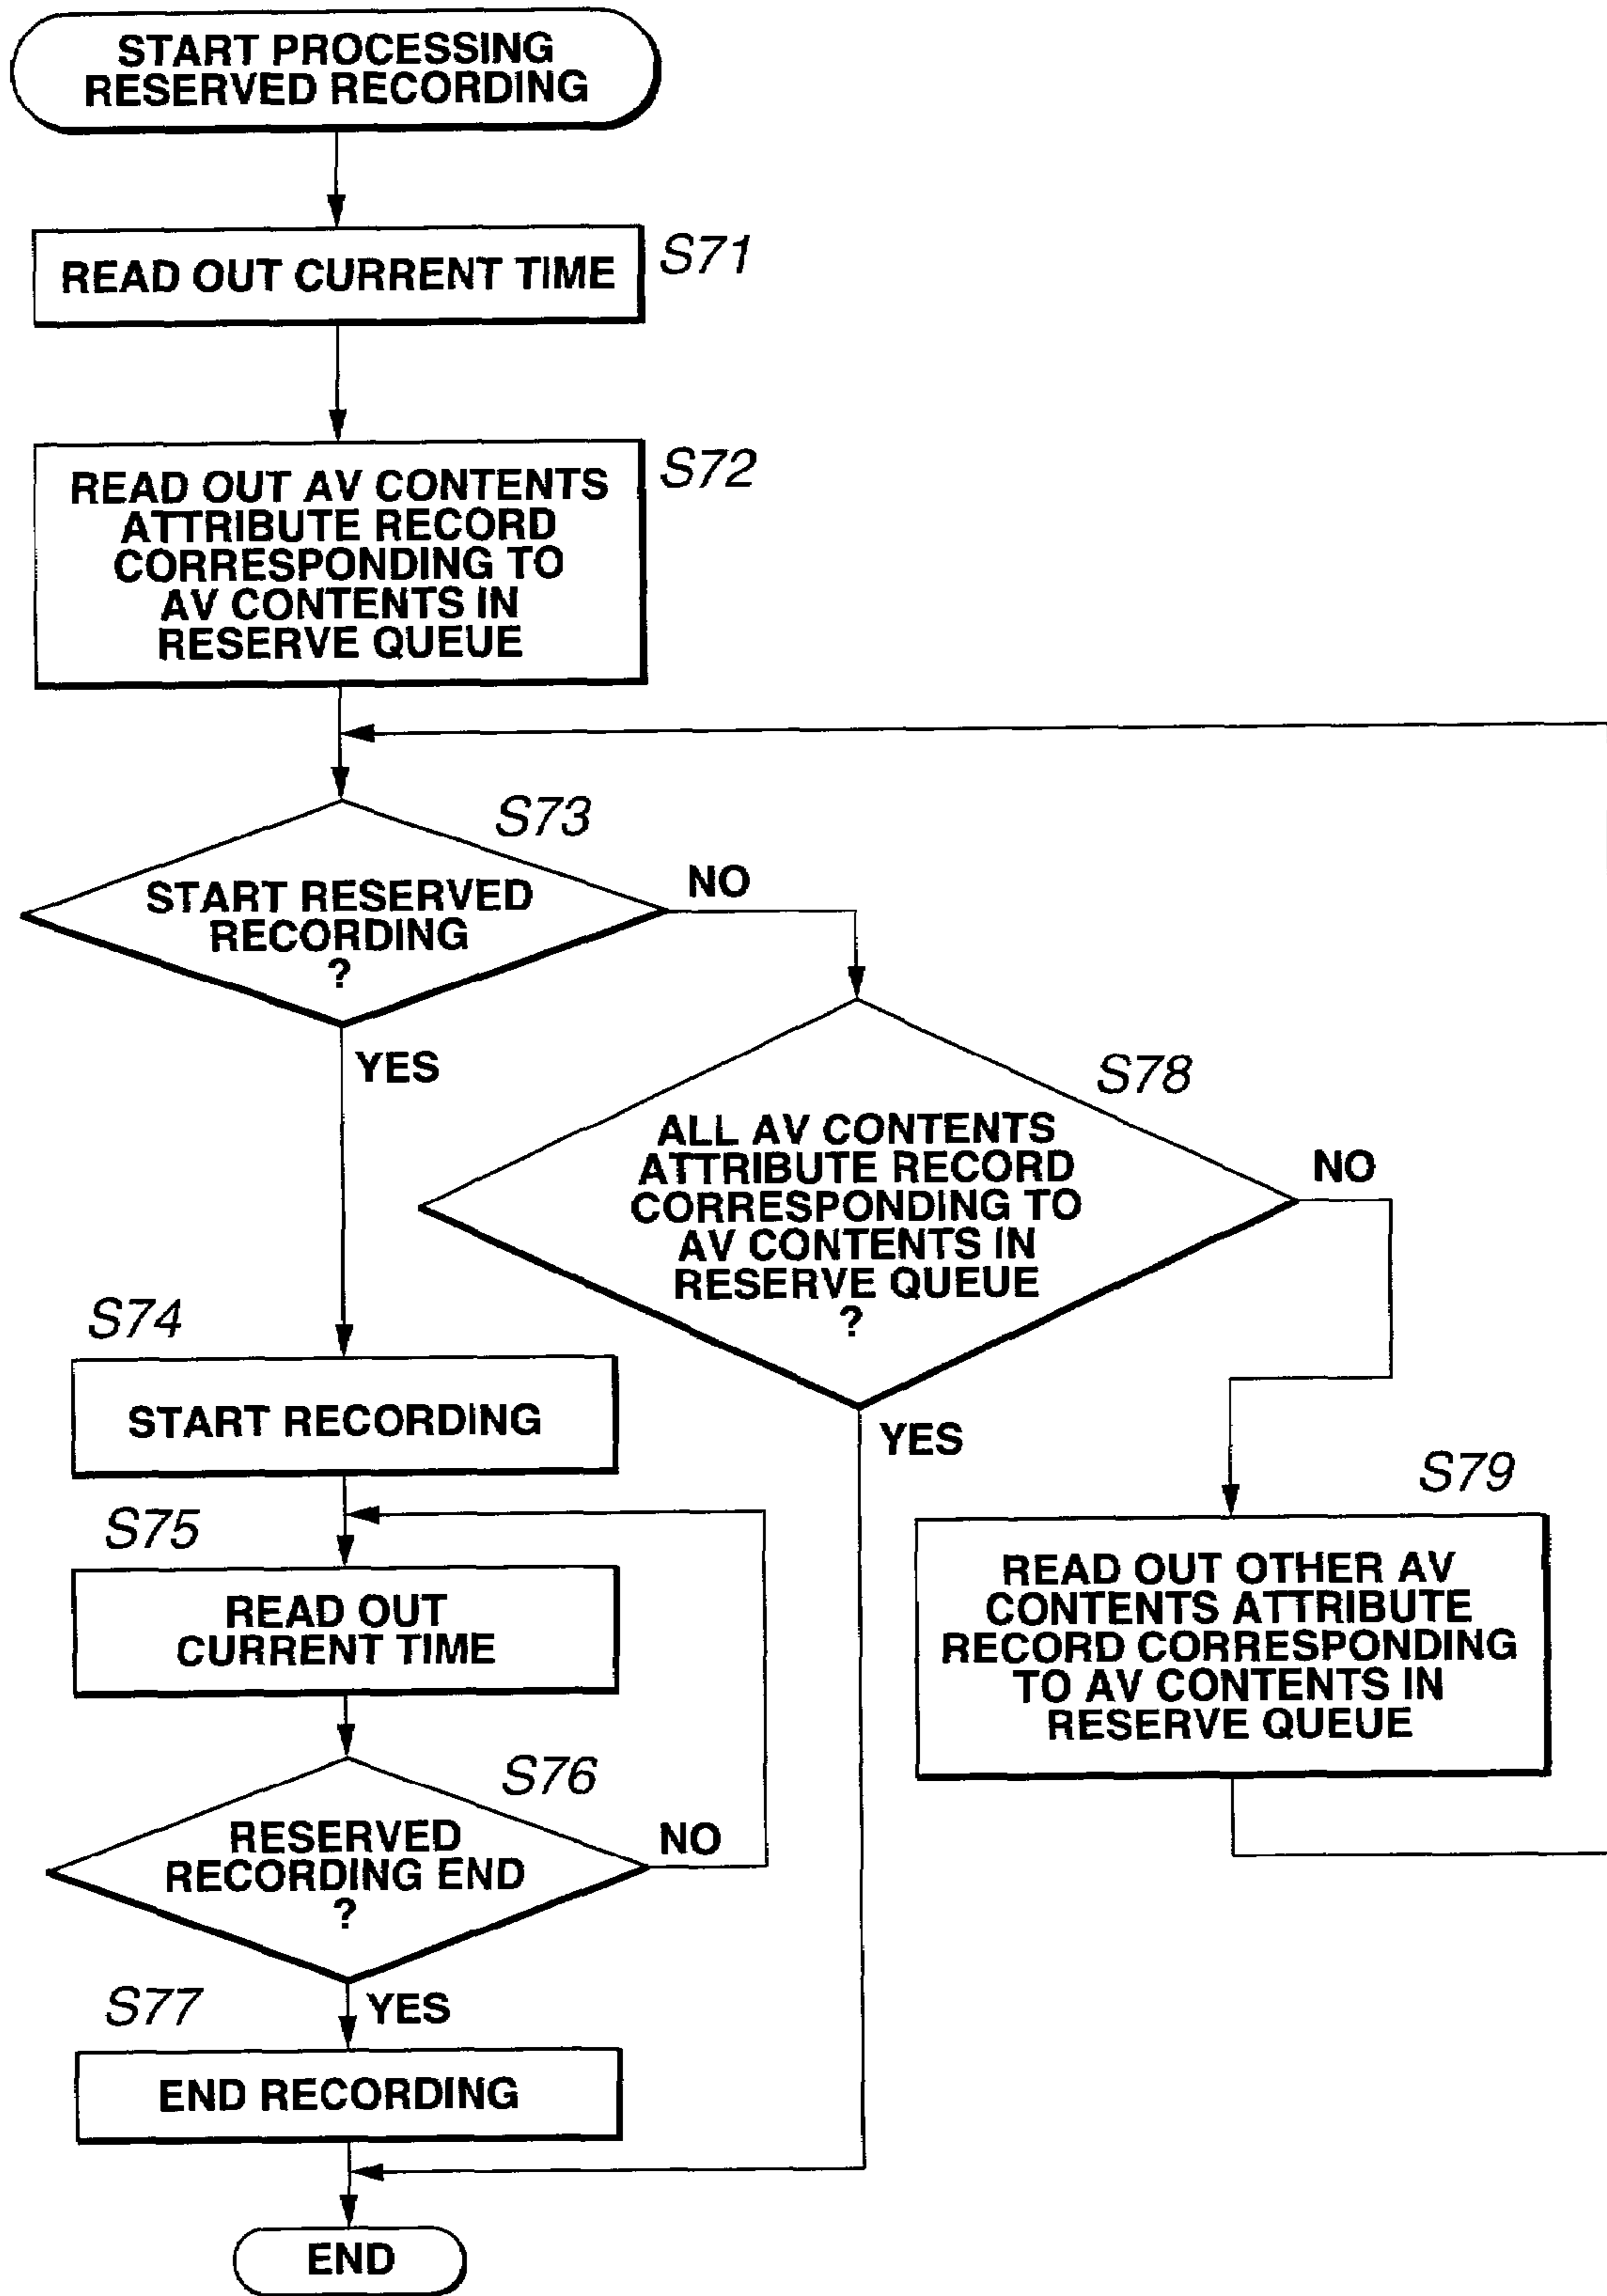 START PROCESSING
RESERVED RECORDING
READ OUT CURRENT TIME
S71
READ OUT AV CONTENTS
ATTRIBUTE RECORD
CORRESPONDING TO
AV CONTENTS IN
RESERVE QUEUE
S72
S73
START RESERVED
RECORDING
?
NO
YES
S78
ALL AV CONTENTS
ATTRIBUTE RECORD
CORRESPONDING TO
AV CONTENTS IN
RESERVE QUEUE
?
NO
YES
S74
START RECORDING
S79
READ OUT OTHER AV
CONTENTS ATTRIBUTE
RECORD CORRESPONDING
TO AV CONTENTS IN
RESERVE QUEUE
S75
READ OUT
CURRENT TIME
S76
RESERVED
RECORDING END
?
NO
YES
S77
END RECORDING
END